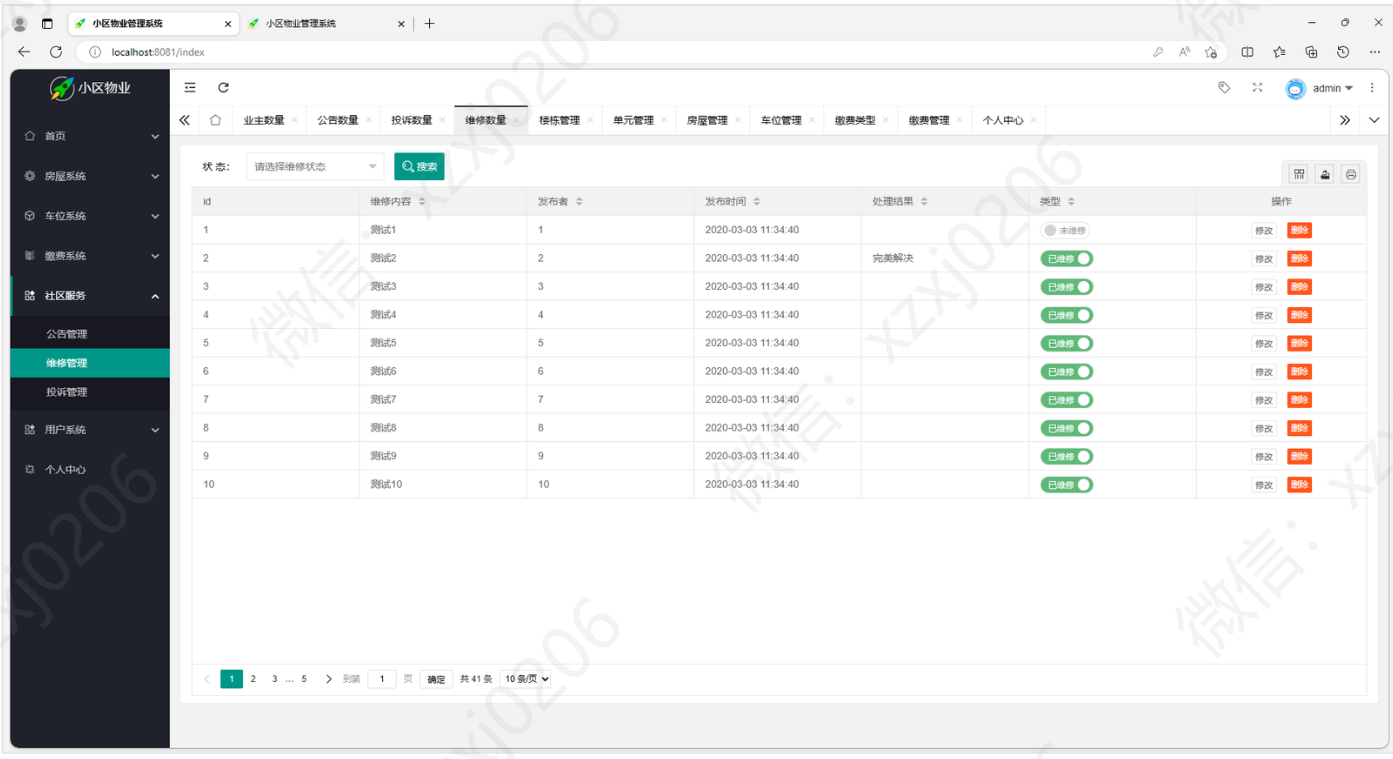 小区物业管理系统 × 小区物业管理系统 × +
localhost:8081/index
小区物业
admin
业主数量 × 公告数量 × 投诉数量 × 维修数量 × 楼栋管理 × 单元管理 × 房屋管理 × 车位管理 × 缴费类型 × 缴费管理 × 个人中心 ×
首页
房屋系统
车位系统
缴费系统
社区服务
公告管理
维修管理
投诉管理
用户系统
个人中心
状态: 请选择维修状态 搜索
id 维修内容 发布者 发布时间 处理结果 类型 操作
1 测试1 1 2020-03-03 11:34:40 未维修 修改 删除
2 测试2 2 2020-03-03 11:34:40 完美解决 已维修 修改 删除
3 测试3 3 2020-03-03 11:34:40 已维修 修改 删除
4 测试4 4 2020-03-03 11:34:40 已维修 修改 删除
5 测试5 5 2020-03-03 11:34:40 已维修 修改 删除
6 测试6 6 2020-03-03 11:34:40 已维修 修改 删除
7 测试7 7 2020-03-03 11:34:40 已维修 修改 删除
8 测试8 8 2020-03-03 11:34:40 已维修 修改 删除
9 测试9 9 2020-03-03 11:34:40 已维修 修改 删除
10 测试10 10 2020-03-03 11:34:40 已维修 修改 删除
1 2 3 … 5 到第 1 页 确定 共 41 条 10 条/页
微信：xzxj0206